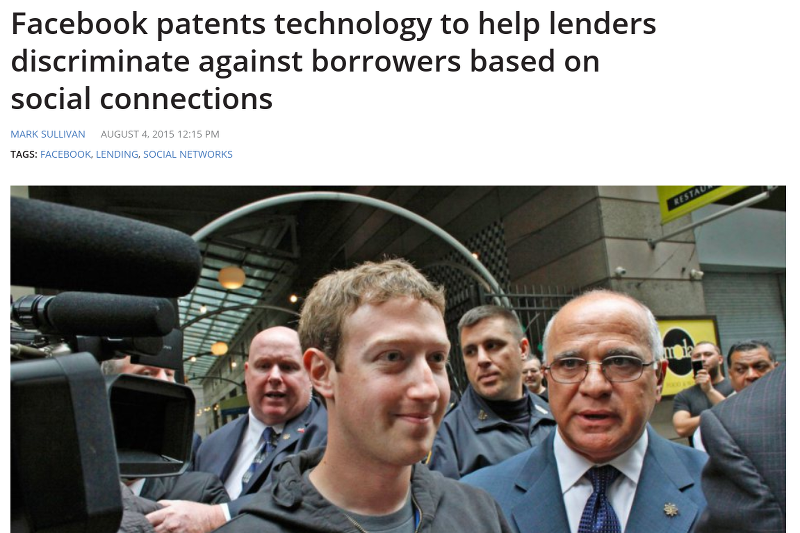 Facebook patents technology to help lenders
discriminate against borrowers based on
social connections
MARK SULLIVAN AUGUST 4, 2015 12:15 PM
TAGS: FACEBOOK, LENDING, SOCIAL NETWORKS